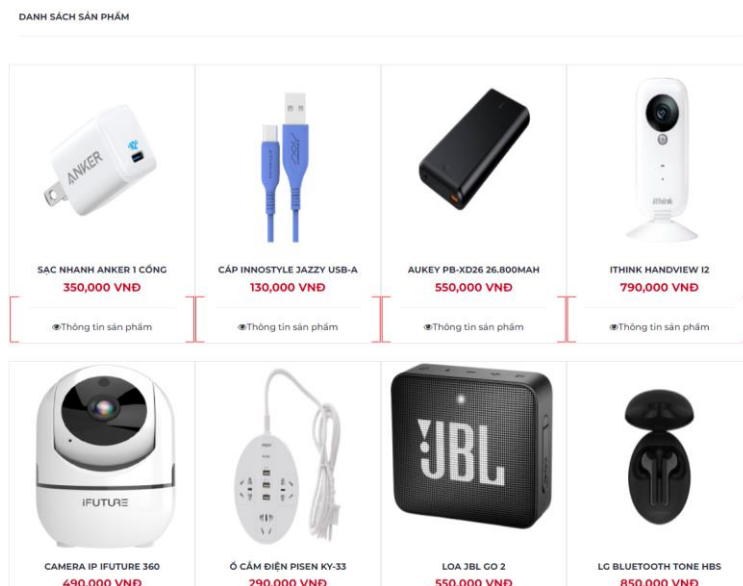 DANH SÁCH SẢN PHẨM
ANKER
iThink
SẠC NHANH ANKER 1 CỔNG
CÁP INNOSTYLE JAZZY USB-A
AUKEY PB-XD26 26.800MAH
ITHINK HANDVIEW I2
350,000 VNĐ
130,000 VNĐ
550,000 VNĐ
790,000 VNĐ
Thông tin sản phẩm
Thông tin sản phẩm
Thông tin sản phẩm
Thông tin sản phẩm
iFUTURE
JBL
CAMERA IP IFUTURE 360
Ổ CẮM ĐIỆN PISEN KY-33
LOA JBL GO 2
LG BLUETOOTH TONE HBS
490,000 VNĐ
290,000 VNĐ
550,000 VNĐ
850,000 VNĐ